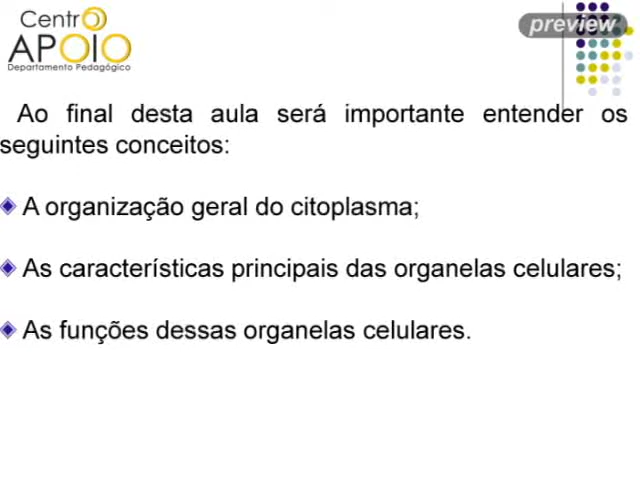 Centro
APOIO
Departamento Pedagógico
preview
Ao final desta aula será importante entender os
seguintes conceitos:
A organização geral do citoplasma;
As características principais das organelas celulares;
As funções dessas organelas celulares.